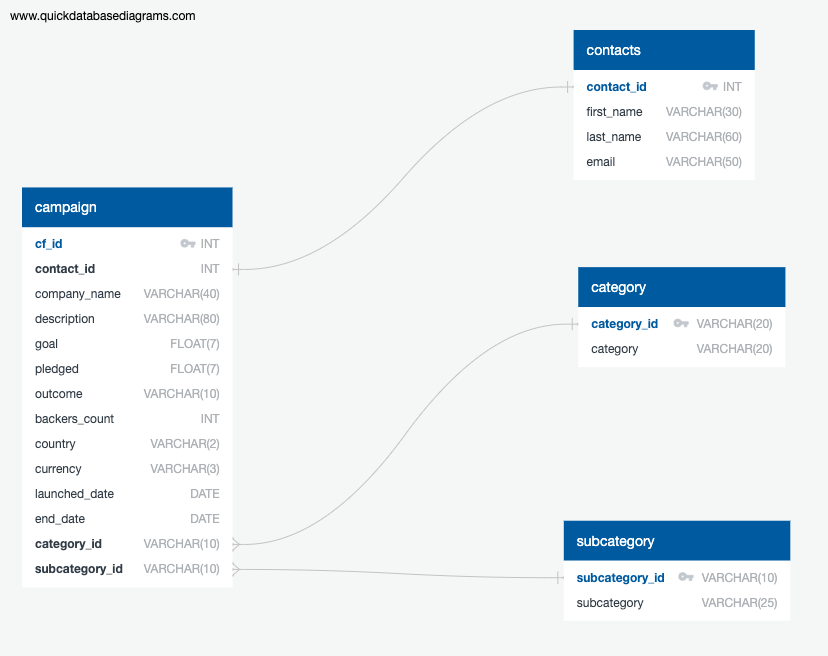 www.quickdatabasediagrams.com
contacts
contact_id INT
first_name VARCHAR(30)
last_name VARCHAR(60)
email VARCHAR(50)
campaign
cf_id INT
contact_id INT
company_name VARCHAR(40)
description VARCHAR(80)
goal FLOAT(7)
pledged FLOAT(7)
outcome VARCHAR(10)
backers_count INT
country VARCHAR(2)
currency VARCHAR(3)
launched_date DATE
end_date DATE
category_id VARCHAR(10)
subcategory_id VARCHAR(10)
category
category_id VARCHAR(20)
category VARCHAR(20)
subcategory
subcategory_id VARCHAR(10)
subcategory VARCHAR(25)